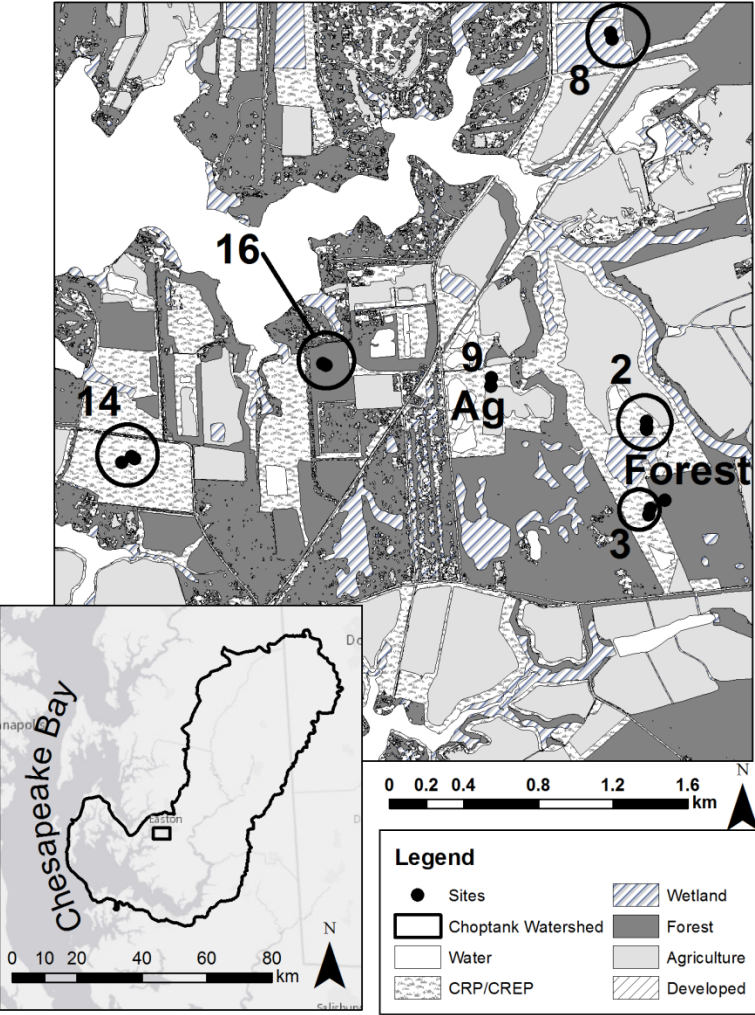 8
16
9
Ag
2
14
Forest
3
Chesapeake Bay
Easton
N
0 10 20 40 60 80
km
N
0 0.2 0.4 0.8 1.2 1.6
km
Legend
Sites
Choptank Watershed
Water
CRP/CREP
Wetland
Forest
Agriculture
Developed